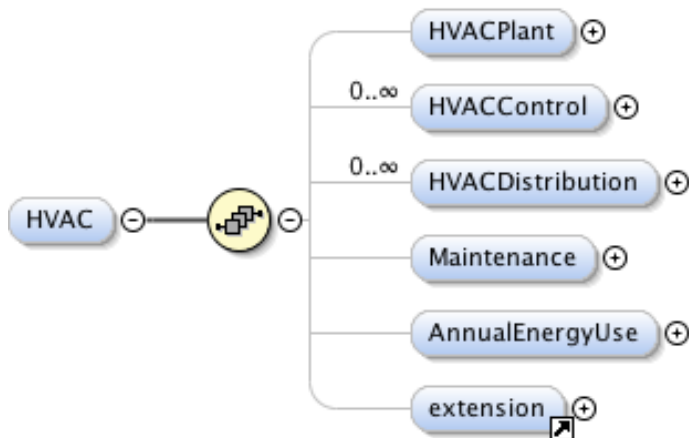 HVACPlant
0..∞
HVACControl
0..∞
HVACDistribution
HVAC
Maintenance
AnnualEnergyUse
extension